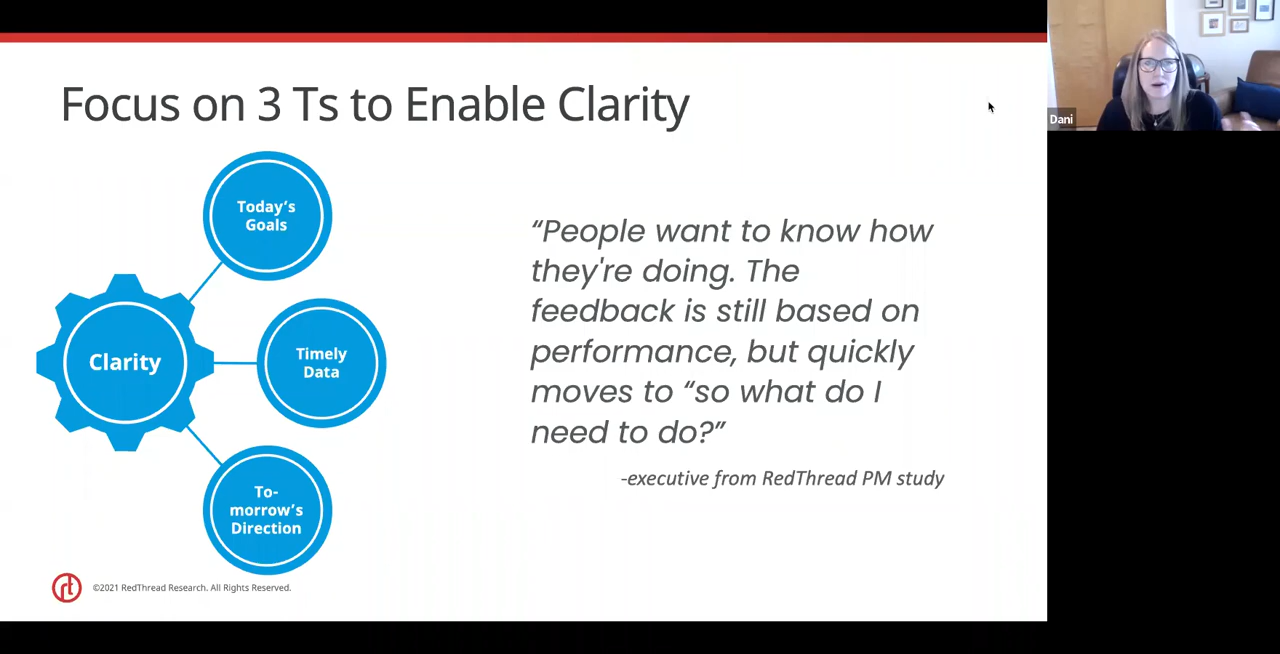 Focus on 3 Ts to Enable Clarity
Dani
Today's
Goals
Clarity
Timely
Data
To-
morrow's
Direction
“People want to know how
they're doing. The
feedback is still based on
performance, but quickly
moves to “so what do I
need to do?”
-executive from RedThread PM study
rt
©2021 RedThread Research. All Rights Reserved.